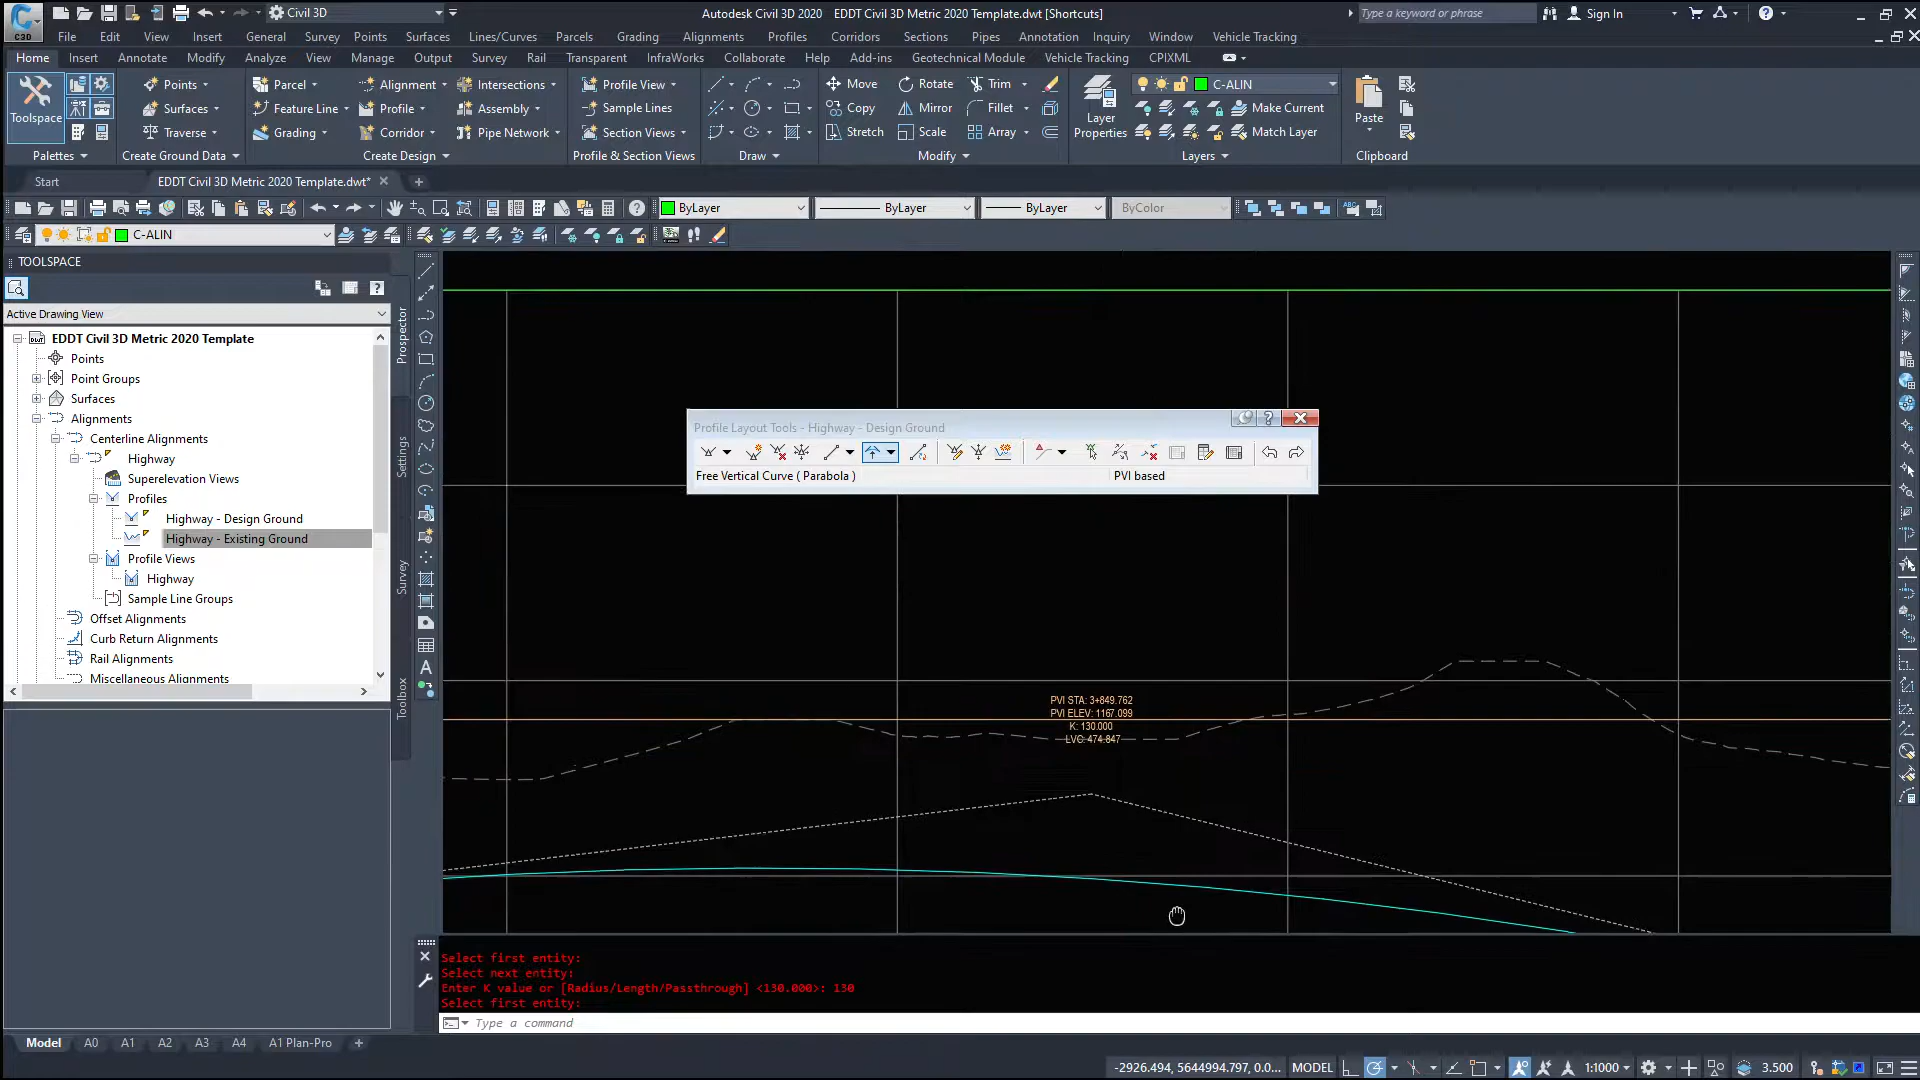 C3D
Civil 3D
Autodesk Civil 3D 2020 EDDT Civil 3D Metric 2020 Template.dwt [Shortcuts]
Type a keyword or phrase
Sign In
File Edit View Insert General Survey Points Surfaces Lines/Curves Parcels Grading Alignments Profiles Corridors Sections Pipes Annotation Inquiry Window Vehicle Tracking
Home Insert Annotate Modify Analyze View Manage Output Survey Rail Transparent InfraWorks Collaborate Help Add-ins Geotechnical Module Vehicle Tracking CPIXML
Points Parcel Alignment Intersections Profile View Move Rotate Trim C-ALIN
Toolspace Surfaces Feature Line Profile Assembly Sample Lines Copy Mirror Fillet Layer Properties Make Current Paste
Traverse Grading Corridor Pipe Network Section Views Stretch Scale Array Match Layer
Palettes Create Ground Data Create Design Profile & Section Views Draw Modify Layers Clipboard
Start EDDT Civil 3D Metric 2020 Template.dwt*
ByLayer ByLayer ByLayer ByColor
C-ALIN
TOOLSPACE
Active Drawing View
EDDT Civil 3D Metric 2020 Template
Points
Point Groups
Surfaces
Alignments
Centerline Alignments
Highway
Superelevation Views
Profiles
Highway - Design Ground
Highway - Existing Ground
Profile Views
Highway
Sample Line Groups
Offset Alignments
Curb Return Alignments
Rail Alignments
Miscellaneous Alignments
Prospector
Settings
Survey
Toolbox
Profile Layout Tools - Highway - Design Ground
Free Vertical Curve ( Parabola ) PVI based
PVI STA: 3+849.762
PVI ELEV: 1167.099
K: 130.000
LVC: 474.847
Select first entity:
Select next entity:
Enter K value or [Radius/Length/Passthrough] <130.000>: 130
Select first entity:
Type a command
Model A0 A1 A2 A3 A4 A1 Plan-Pro
-2926.494, 5644994.797, 0.0... MODEL 1:1000 3.500